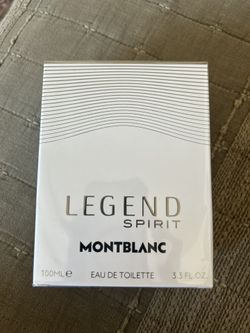 LEGEND
SPIRIT
MONTBLANC
100ML ℮ EAU DE TOILETTE 3.3 FL.OZ.